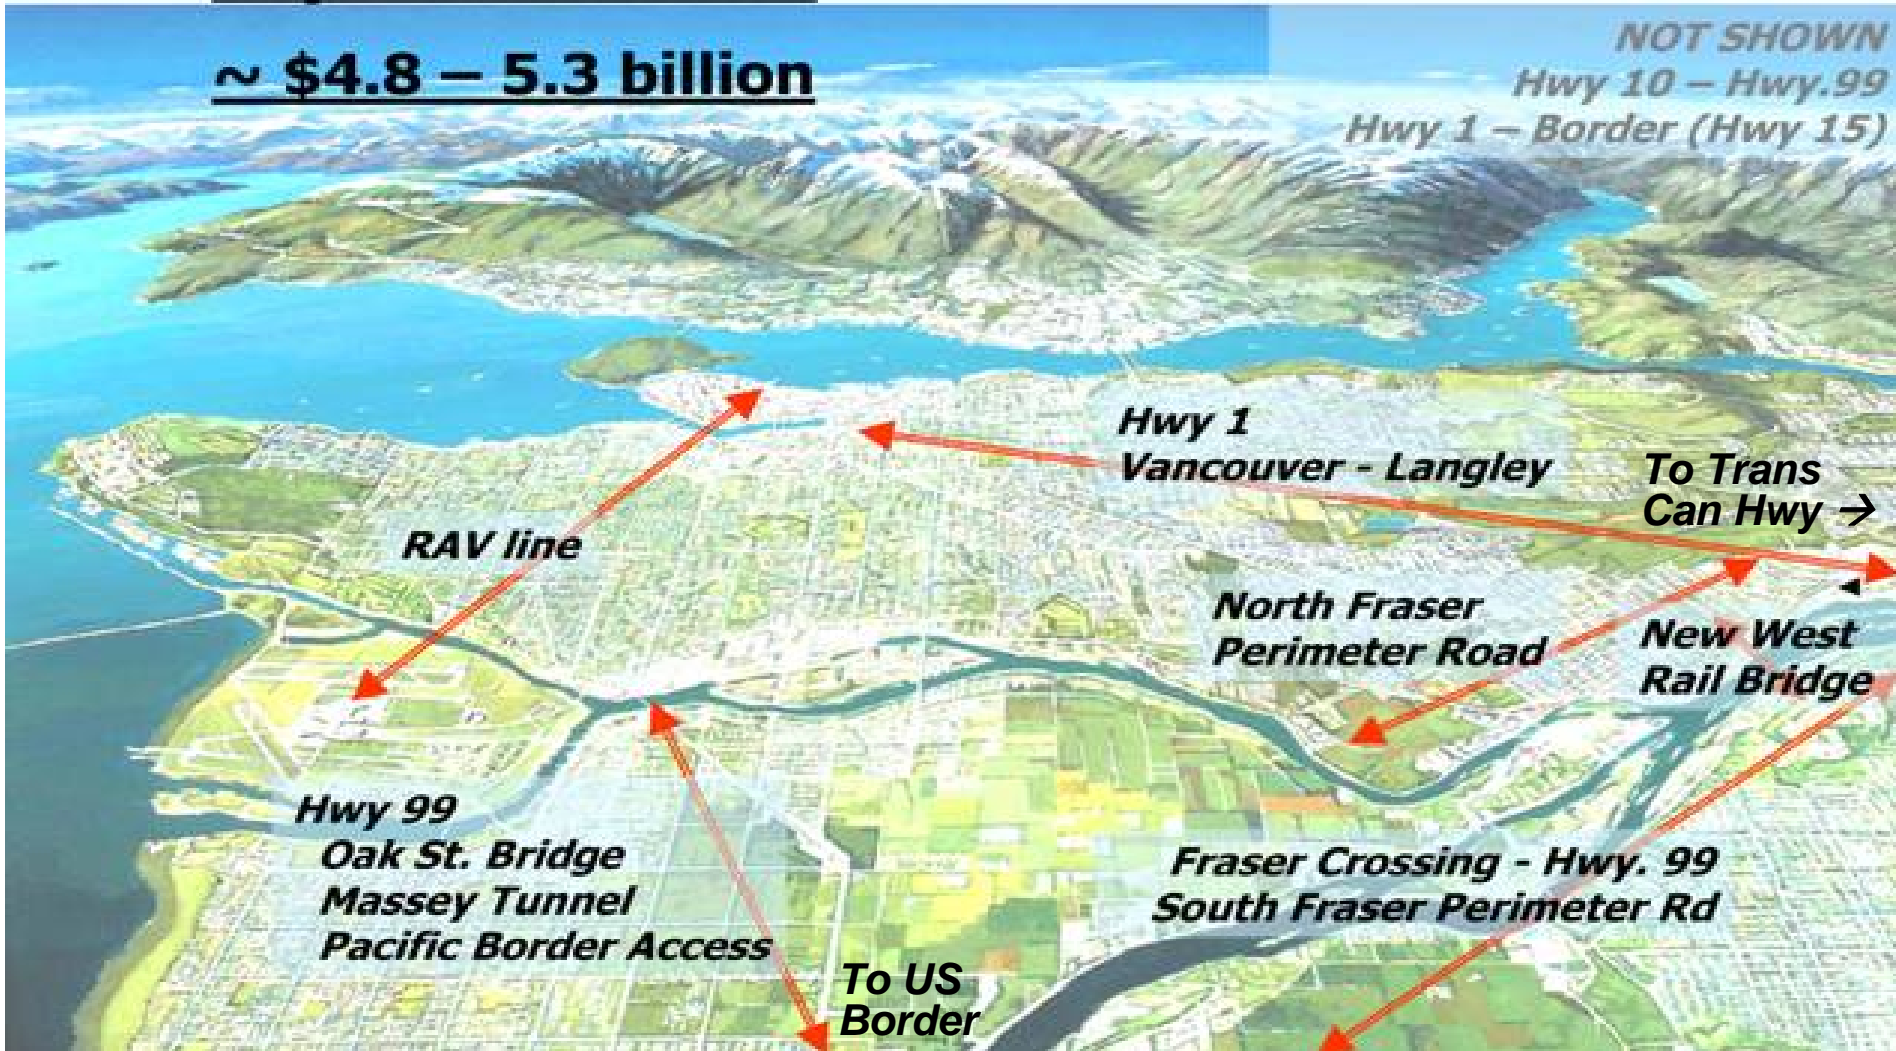 ~ $4.8 – 5.3 billion
NOT SHOWN
Hwy 10 – Hwy.99
Hwy 1 – Border (Hwy 15)
Hwy 1
Vancouver - Langley
To Trans
Can Hwy →
RAV line
North Fraser
Perimeter Road
New West
Rail Bridge
Hwy 99
Oak St. Bridge
Massey Tunnel
Pacific Border Access
Fraser Crossing - Hwy. 99
South Fraser Perimeter Rd
To US
Border